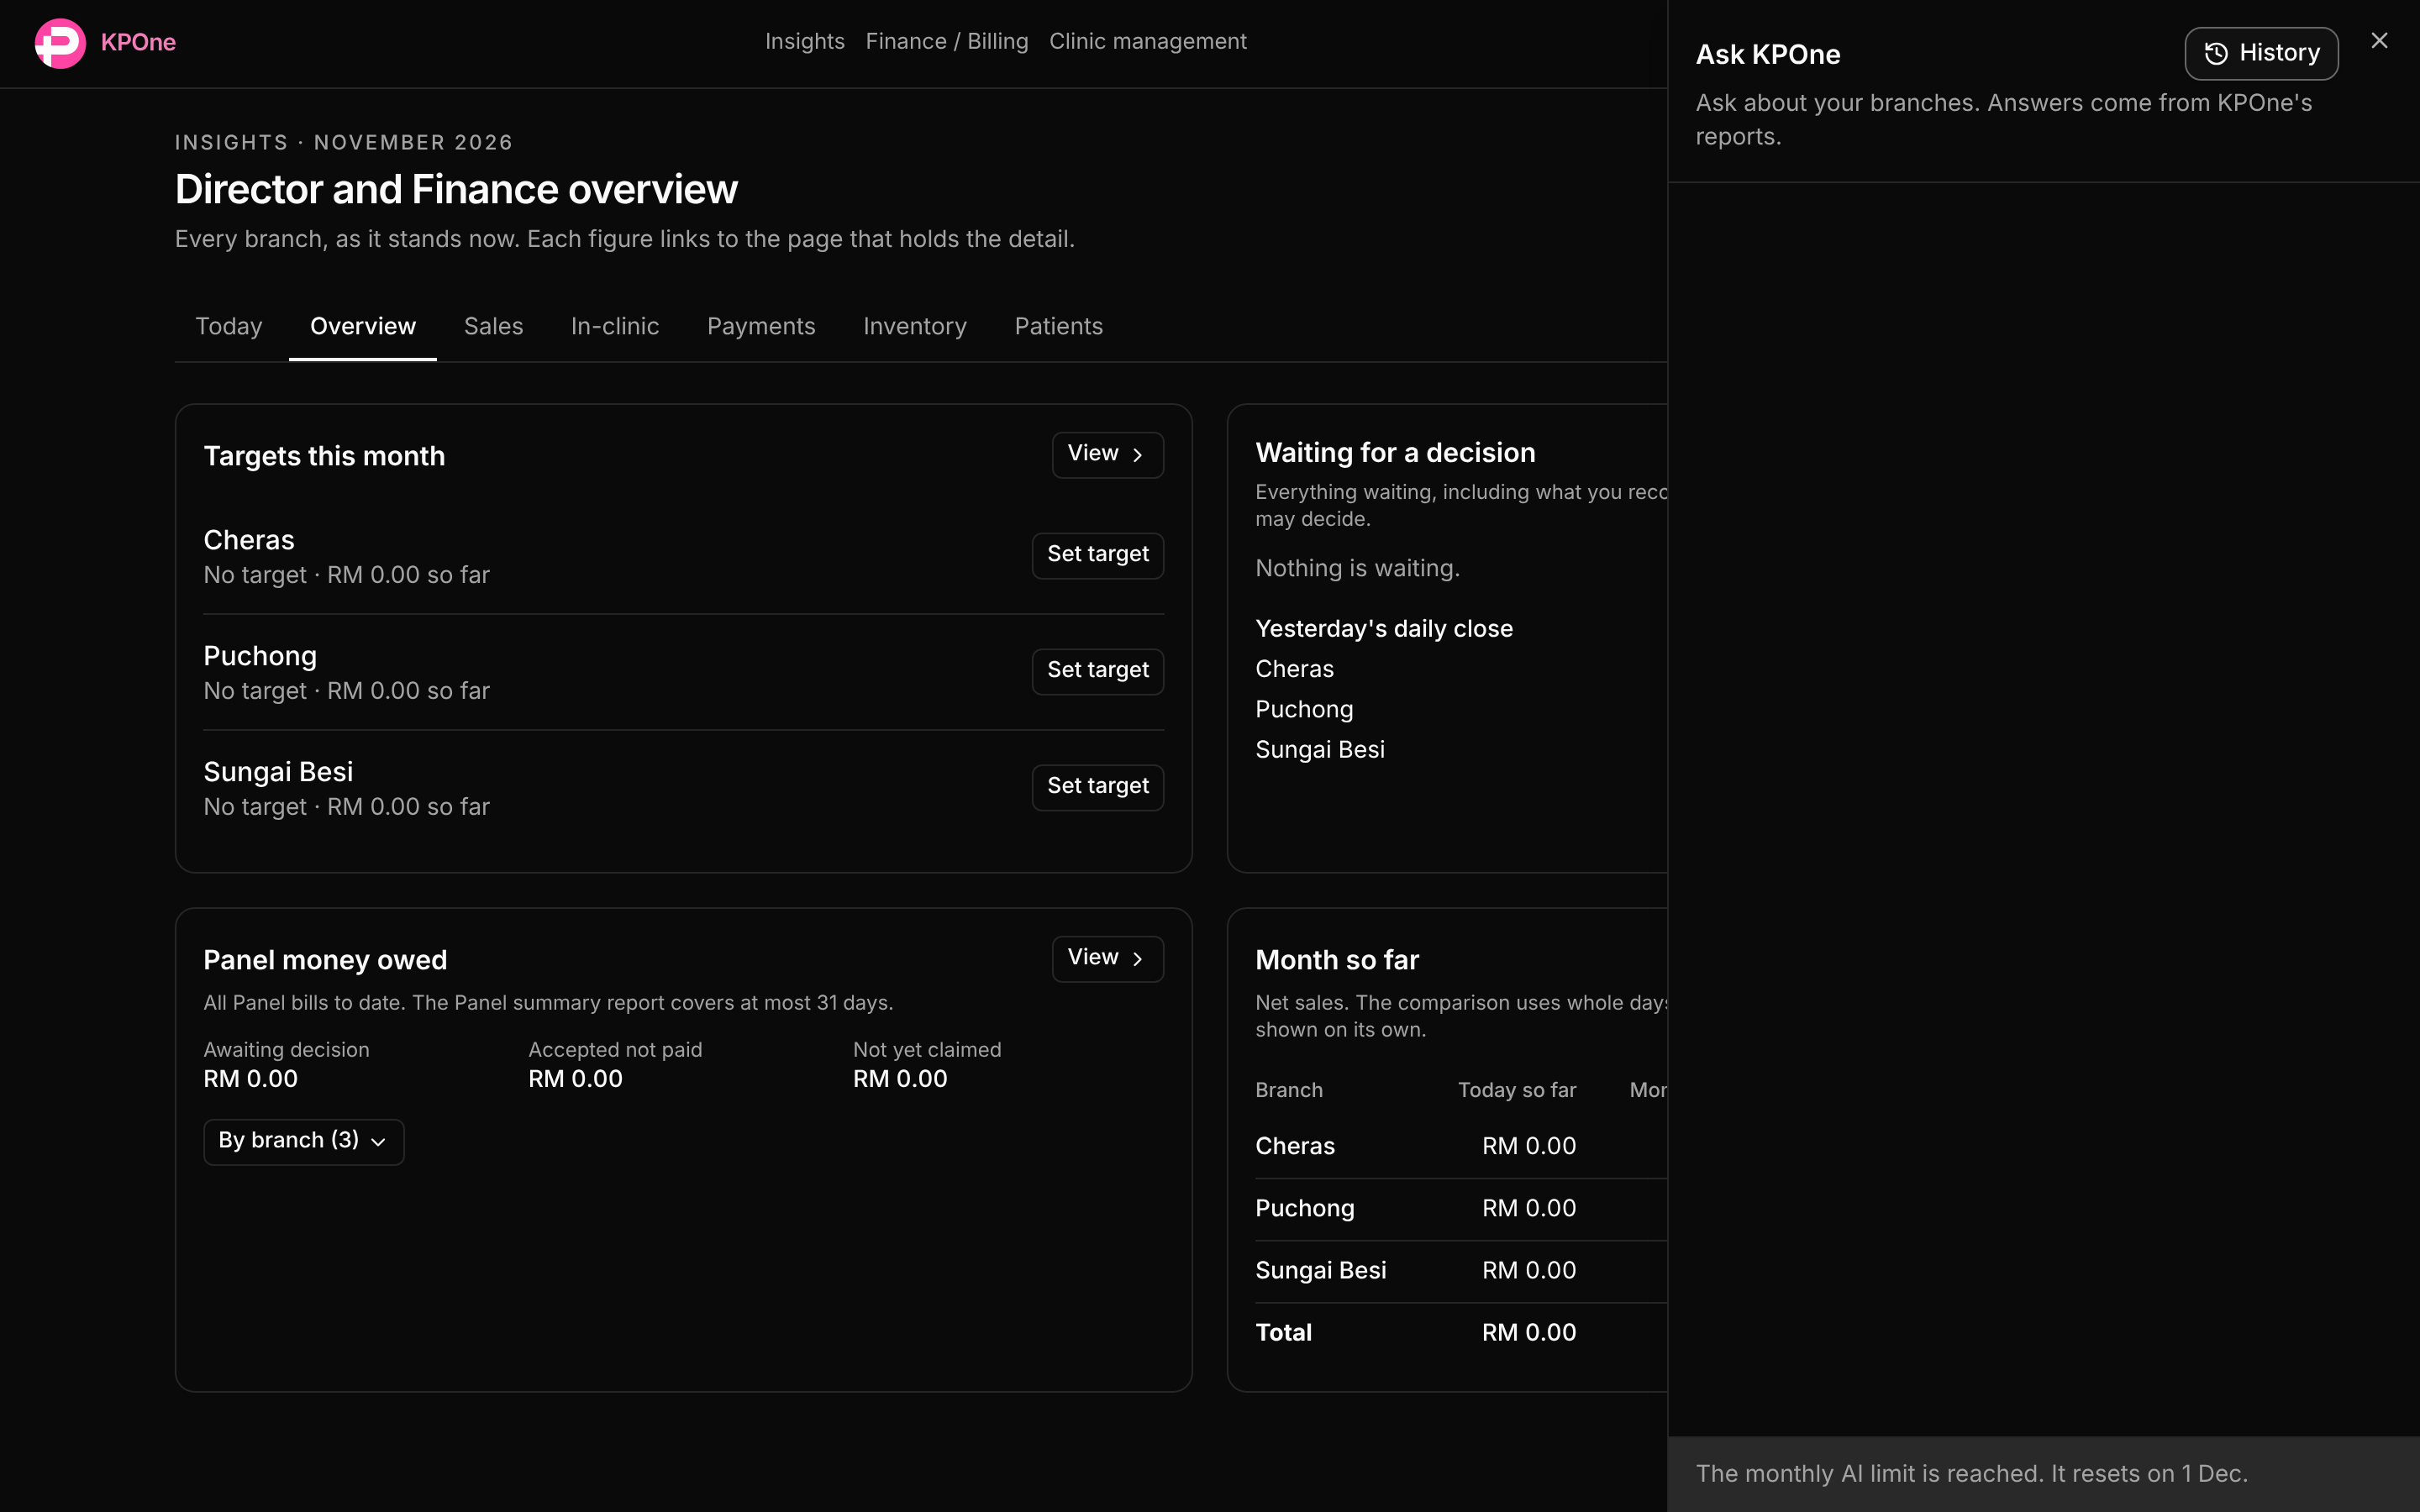 KPOne
Insights
Finance / Billing
Clinic management
INSIGHTS · NOVEMBER 2026
Director and Finance overview
Every branch, as it stands now. Each figure links to the page that holds the detail.
Today
Overview
Sales
In-clinic
Payments
Inventory
Patients
Targets this month
View
Cheras
No target · RM 0.00 so far
Set target
Puchong
No target · RM 0.00 so far
Set target
Sungai Besi
No target · RM 0.00 so far
Set target
Waiting for a decision
Everything waiting, including what you
may decide.
Nothing is waiting.
Yesterday's daily close
Cheras
Puchong
Sungai Besi
Panel money owed
View
All Panel bills to date. The Panel summary report covers at most 31 days.
Awaiting decision
RM 0.00
Accepted not paid
RM 0.00
Not yet claimed
RM 0.00
By branch (3)
Month so far
Net sales. The comparison uses whole days
shown on its own.
Branch
Today so far
Cheras
RM 0.00
Puchong
RM 0.00
Sungai Besi
RM 0.00
Total
RM 0.00
Ask KPOne
History
Ask about your branches. Answers come from KPOne's
reports.
The monthly AI limit is reached. It resets on 1 Dec.